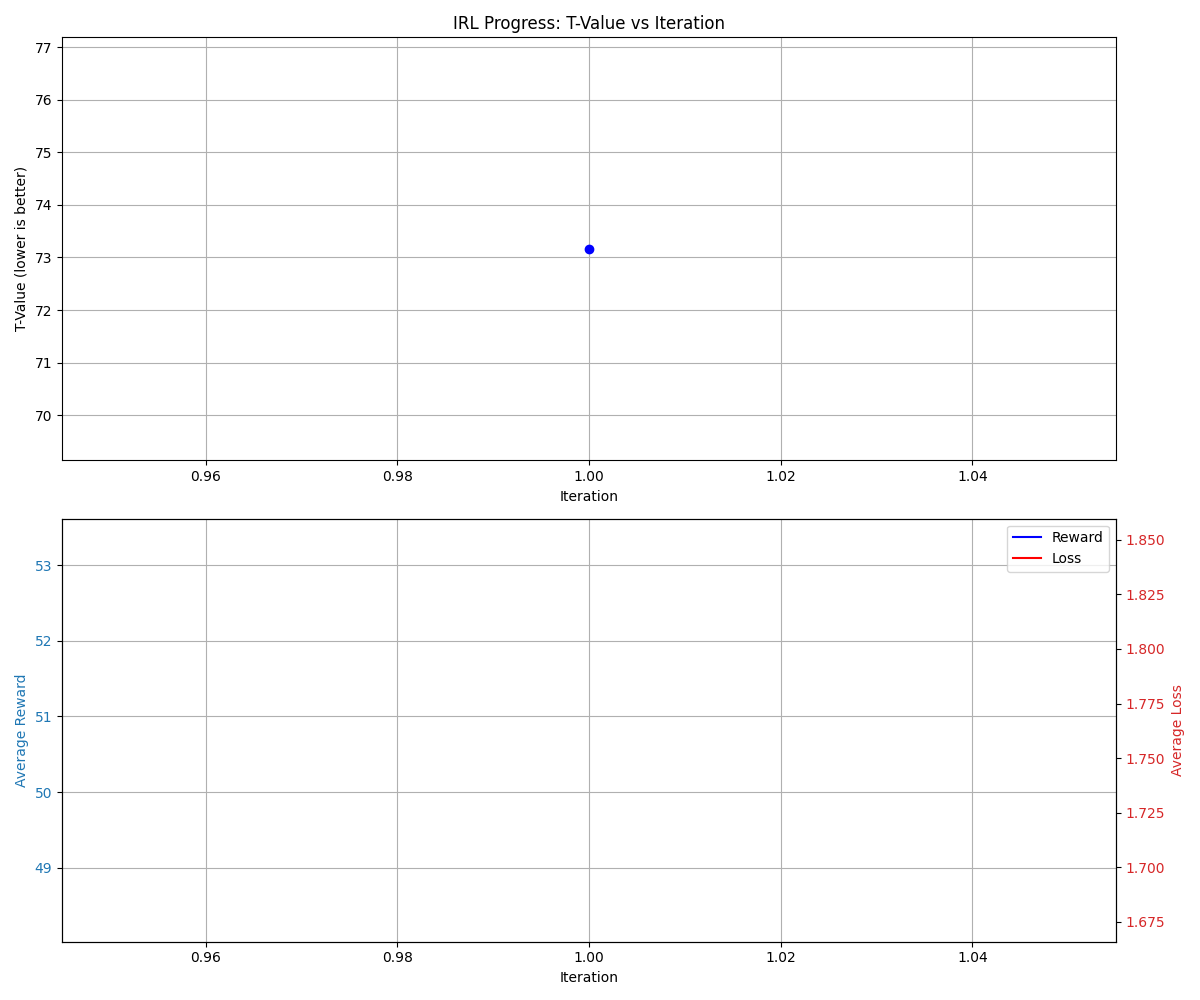 IRL Progress: T-Value vs Iteration
T-Value (lower is better)
77
76
75
74
73
72
71
70
0.96 0.98 1.00 1.02 1.04
Iteration
Reward
Loss
Average Reward
53
52
51
50
49
1.850
1.825
1.800
1.775
1.750
1.725
1.700
1.675
Average Loss
0.96 0.98 1.00 1.02 1.04
Iteration